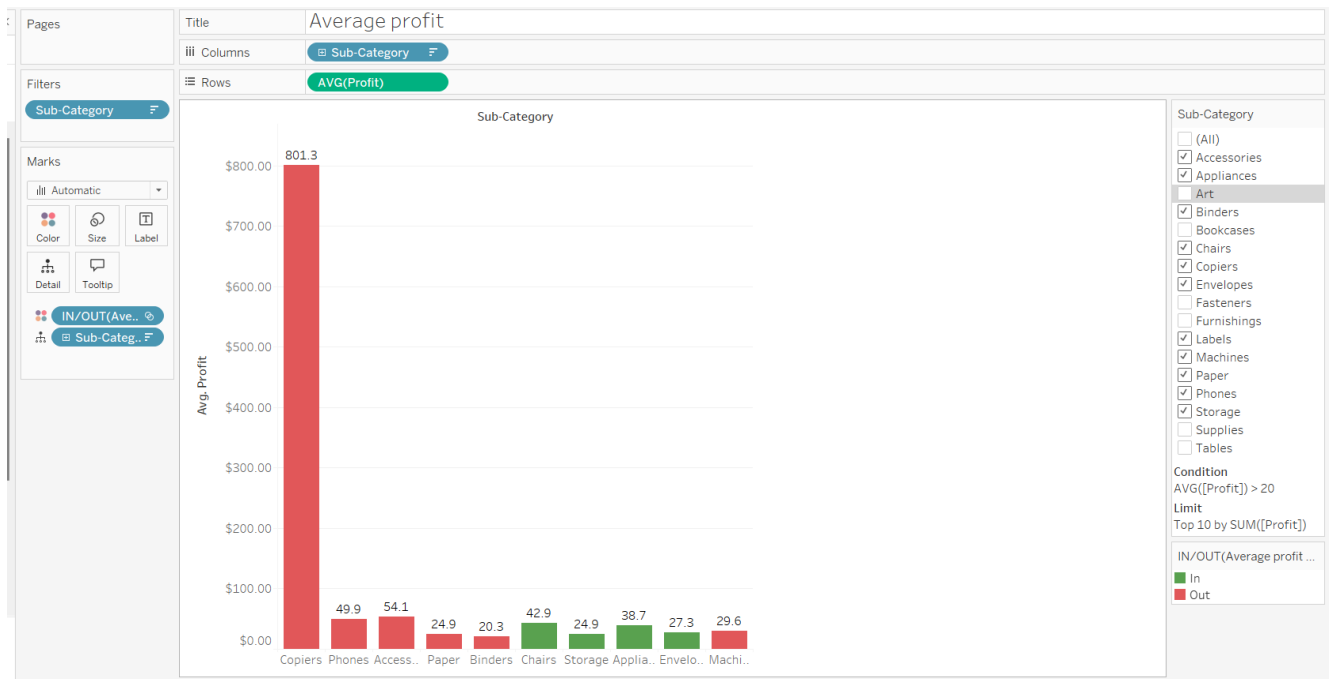 Pages
Title
Average profit
Columns
Sub-Category
Filters
Rows
AVG(Profit)
Sub-Category
Marks
Automatic
Color
Size
Label
Detail
Tooltip
IN/OUT(Ave..
Sub-Categ..
Sub-Category
Avg. Profit
$800.00
$700.00
$600.00
$500.00
$400.00
$300.00
$200.00
$100.00
$0.00
801.3
49.9
54.1
24.9
20.3
42.9
24.9
38.7
27.3
29.6
Copiers Phones Access.. Paper Binders Chairs Storage Applia.. Envelo.. Machi..
Sub-Category
(All)
Accessories
Appliances
Art
Binders
Bookcases
Chairs
Copiers
Envelopes
Fasteners
Furnishings
Labels
Machines
Paper
Phones
Storage
Supplies
Tables
Condition
AVG([Profit]) > 20
Limit
Top 10 by SUM([Profit])
IN/OUT(Average profit ...
In
Out